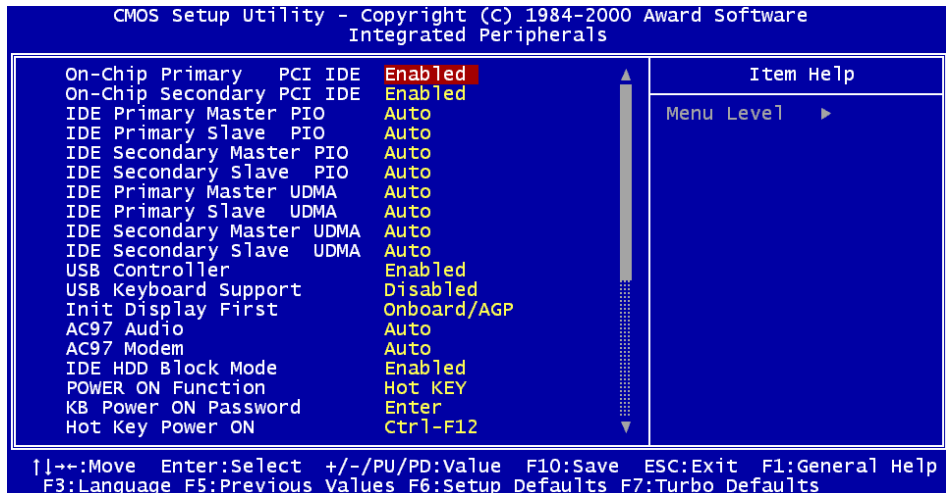 CMOS Setup Utility - Copyright (C) 1984-2000 Award Software
Integrated Peripherals
On-Chip Primary PCI IDE Enabled
On-Chip Secondary PCI IDE Enabled
IDE Primary Master PIO Auto
IDE Primary Slave PIO Auto
IDE Secondary Master PIO Auto
IDE Secondary Slave PIO Auto
IDE Primary Master UDMA Auto
IDE Primary Slave UDMA Auto
IDE Secondary Master UDMA Auto
IDE Secondary Slave UDMA Auto
USB Controller Enabled
USB Keyboard Support Disabled
Init Display First Onboard/AGP
AC97 Audio Auto
AC97 Modem Auto
IDE HDD Block Mode Enabled
POWER ON Function Hot KEY
KB Power ON Password Enter
Hot Key Power ON Ctrl-F12
Item Help
Menu Level ▶
↑↓→←:Move Enter:Select +/-/PU/PD:Value F10:Save ESC:Exit F1:General Help
F3:Language F5:Previous Values F6:Setup Defaults F7:Turbo Defaults